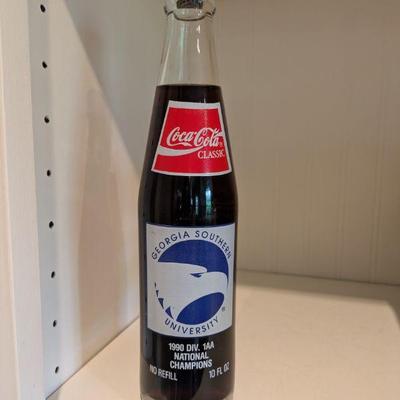 Coca-Cola
CLASSIC
GEORGIA SOUTHERN
UNIVERSITY
1990 DIV. 1AA
NATIONAL
CHAMPIONS
NO REFILL 10 FL OZ